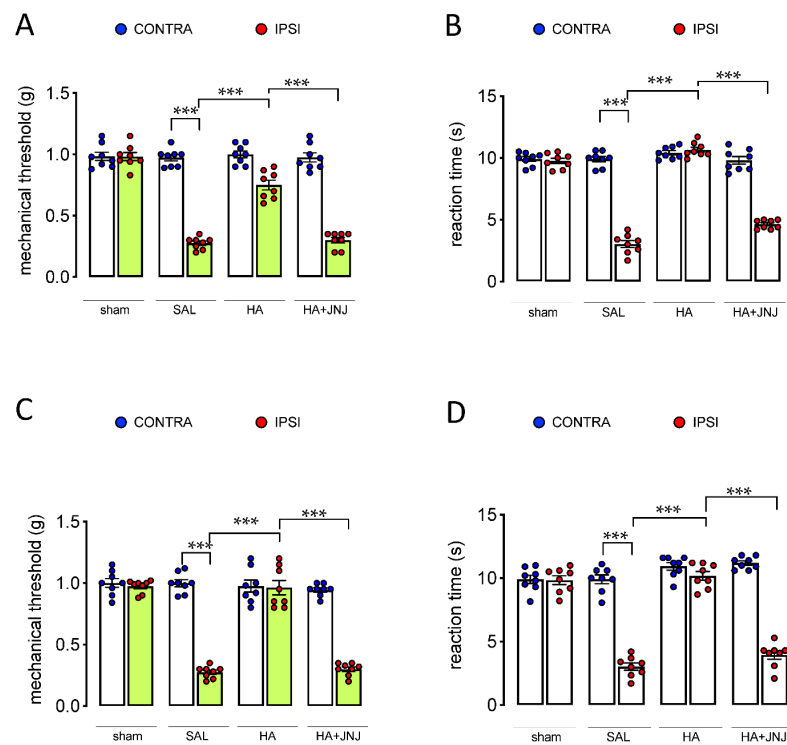 A
CONTRA IPSI
mechanical threshold (g)
1.5
1.0
0.5
0.0
***
***
***
sham SAL HA HA+JNJ
B
CONTRA IPSI
reaction time (s)
15
10
5
0
***
***
***
sham SAL HA HA+JNJ
C
CONTRA IPSI
mechanical threshold (g)
1.5
1.0
0.5
0.0
***
***
***
sham SAL HA HA+JNJ
D
CONTRA IPSI
reaction time (s)
15
10
5
0
***
***
***
sham SAL HA HA+JNJ